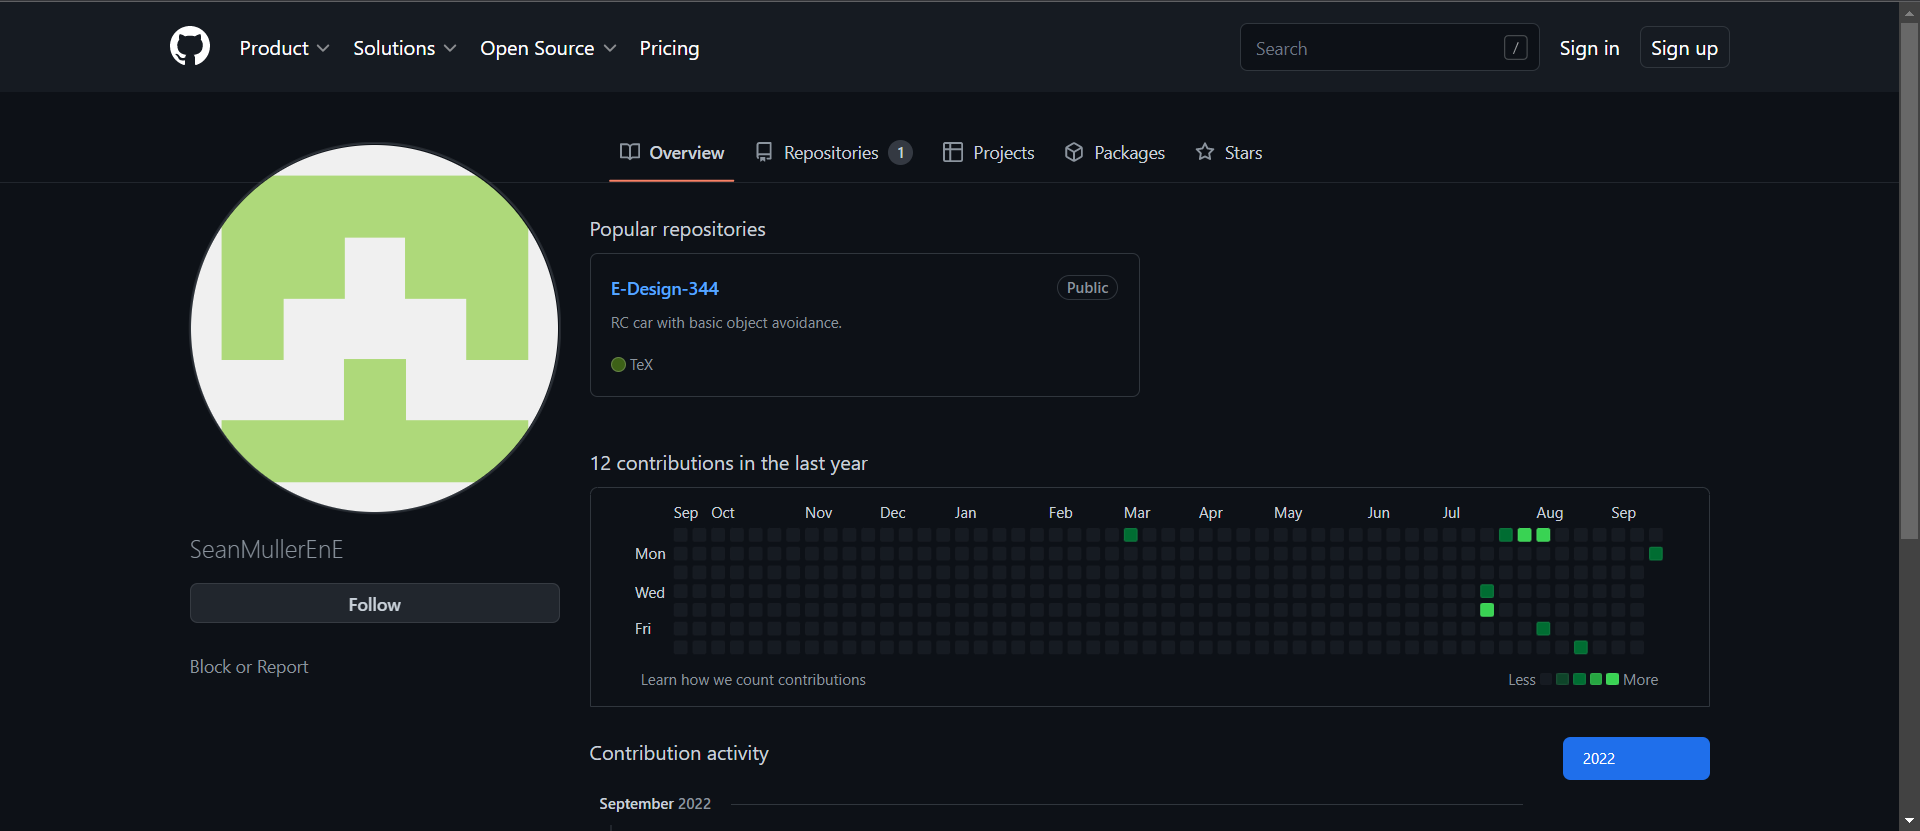 Product Solutions Open Source Pricing Search / Sign in Sign up
Overview Repositories 1 Projects Packages Stars
Popular repositories
E-Design-344 Public
RC car with basic object avoidance.
TeX
12 contributions in the last year
Sep Oct Nov Dec Jan Feb Mar Apr May Jun Jul Aug Sep
Mon
Wed
Fri
Learn how we count contributions Less More
SeanMullerEnE
Follow
Block or Report
Contribution activity 2022
September 2022